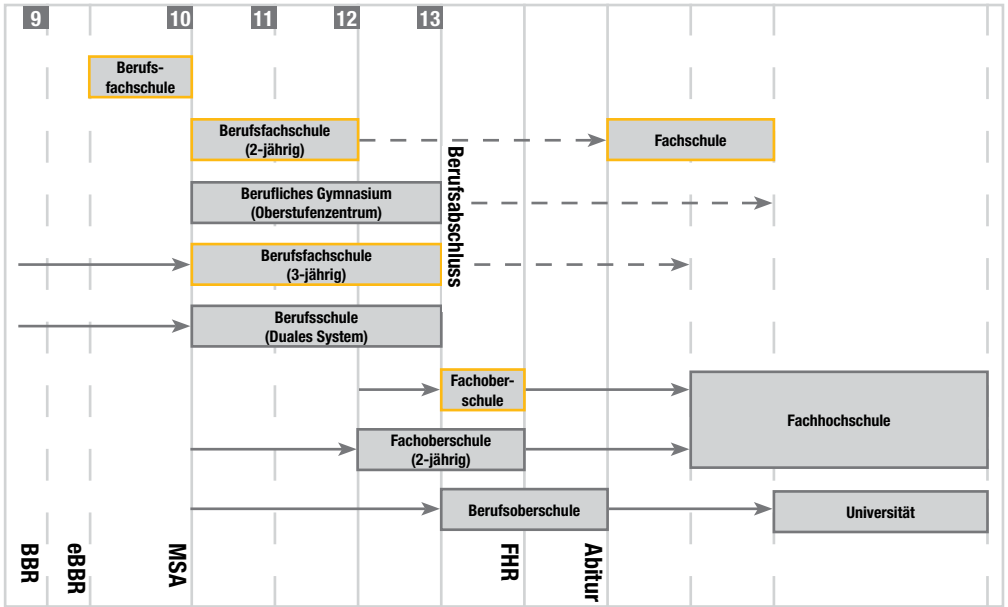 9
10
11
12
13
Berufs-
fachschule
Berufsfachschule
(2-jährig)
Fachschule
Berufliches Gymnasium
(Oberstufenzentrum)
Berufsabschluss
Berufsfachschule
(3-jährig)
Berufsschule
(Duales System)
Fachober-
schule
Fachhochschule
Fachoberschule
(2-jährig)
Berufsoberschule
Universität
BBR
eBBR
MSA
FHR
Abitur